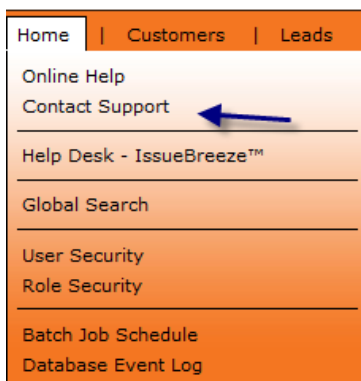 Home | Customers | Leads
Online Help
Contact Support
Help Desk - IssueBreeze™
Global Search
User Security
Role Security
Batch Job Schedule
Database Event Log